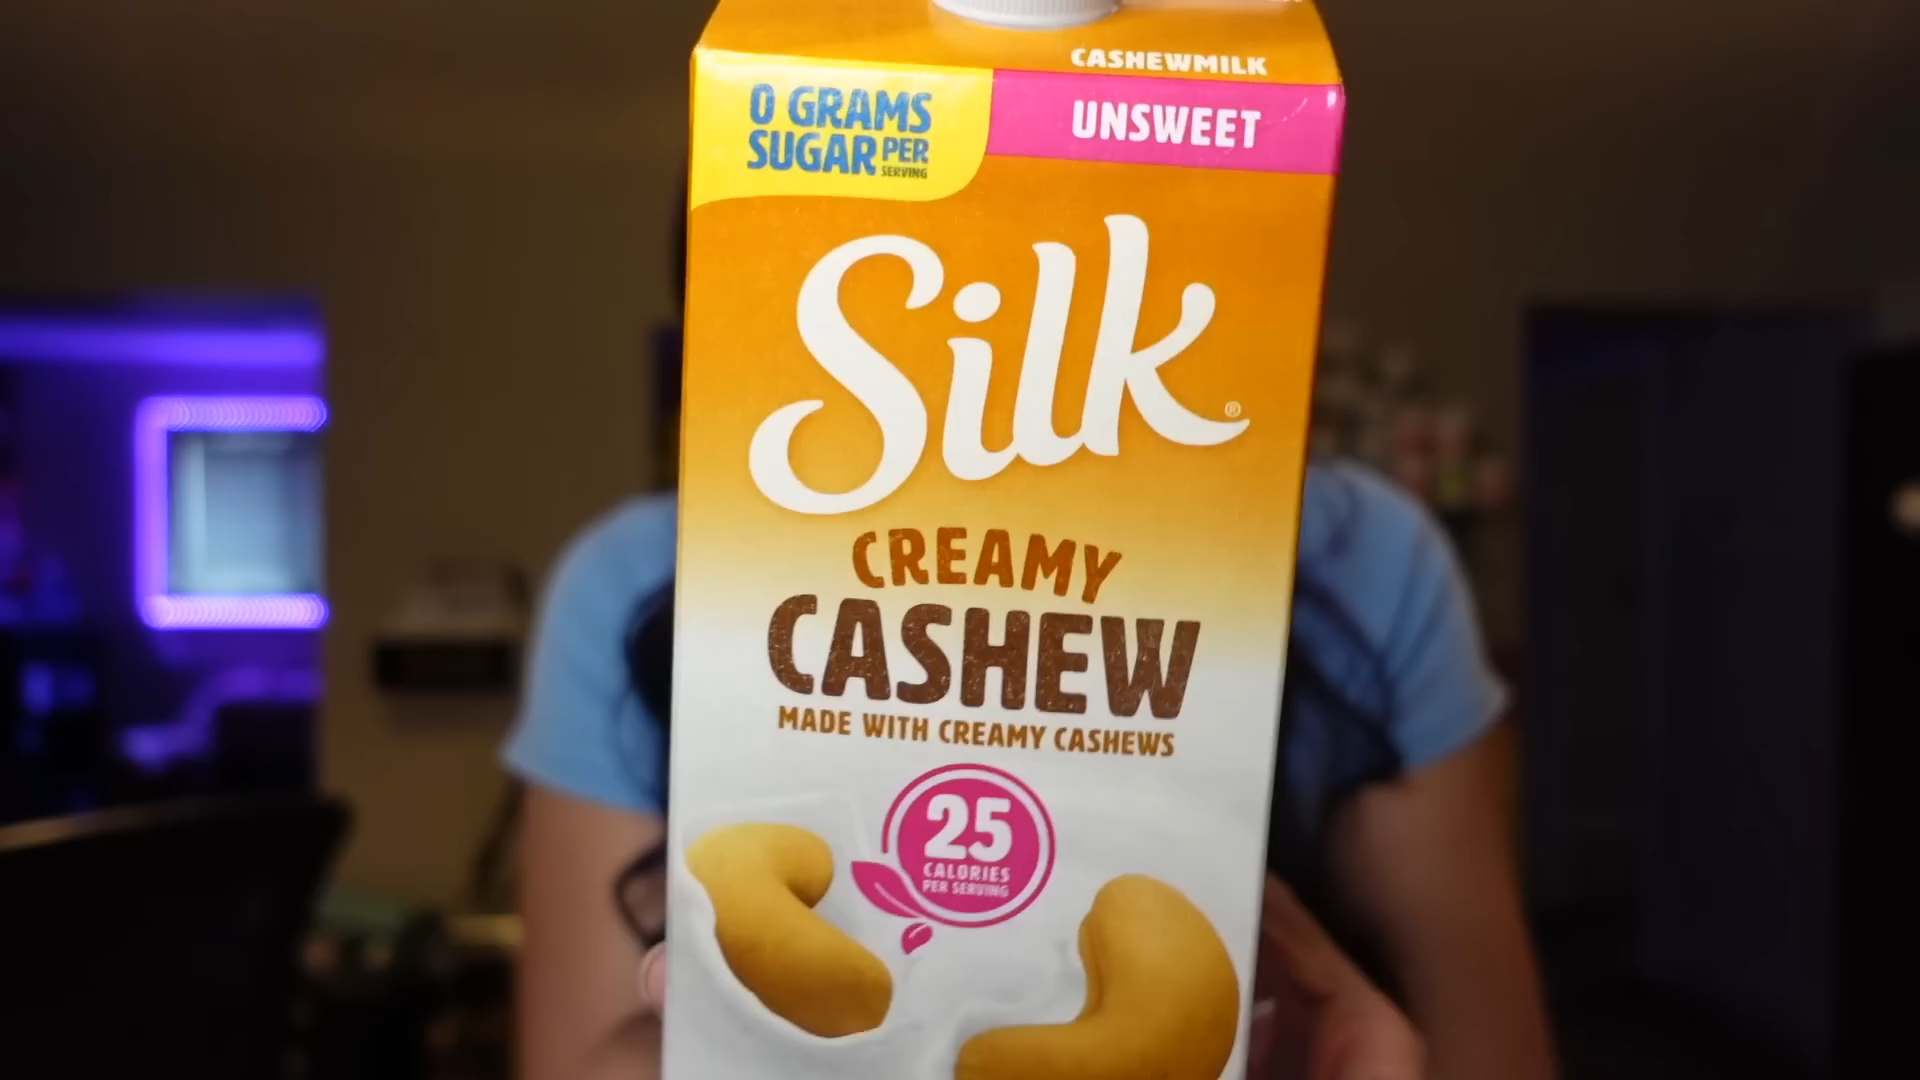 CASHEWMILK
0 GRAMS
SUGAR PER
SERVING
UNSWEET
Silk®
CREAMY
CASHEW
MADE WITH CREAMY CASHEWS
25
CALORIES
PER SERVING